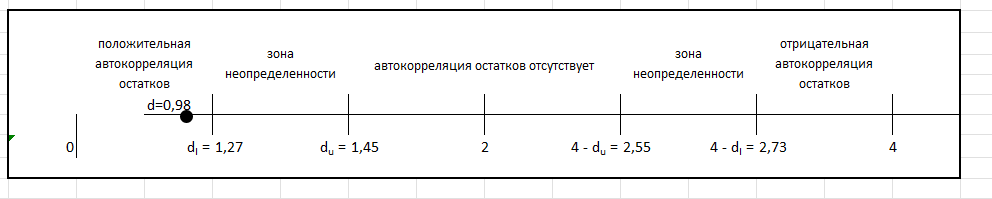 положительная
автокорреляция
остатков
зона
неопределенности
автокорреляция остатков отсутствует
зона
неопределенности
отрицательная
автокорреляция
остатков
d=0,98
0
dₗ = 1,27
dᵤ = 1,45
2
4 - dᵤ = 2,55
4 - dₗ = 2,73
4